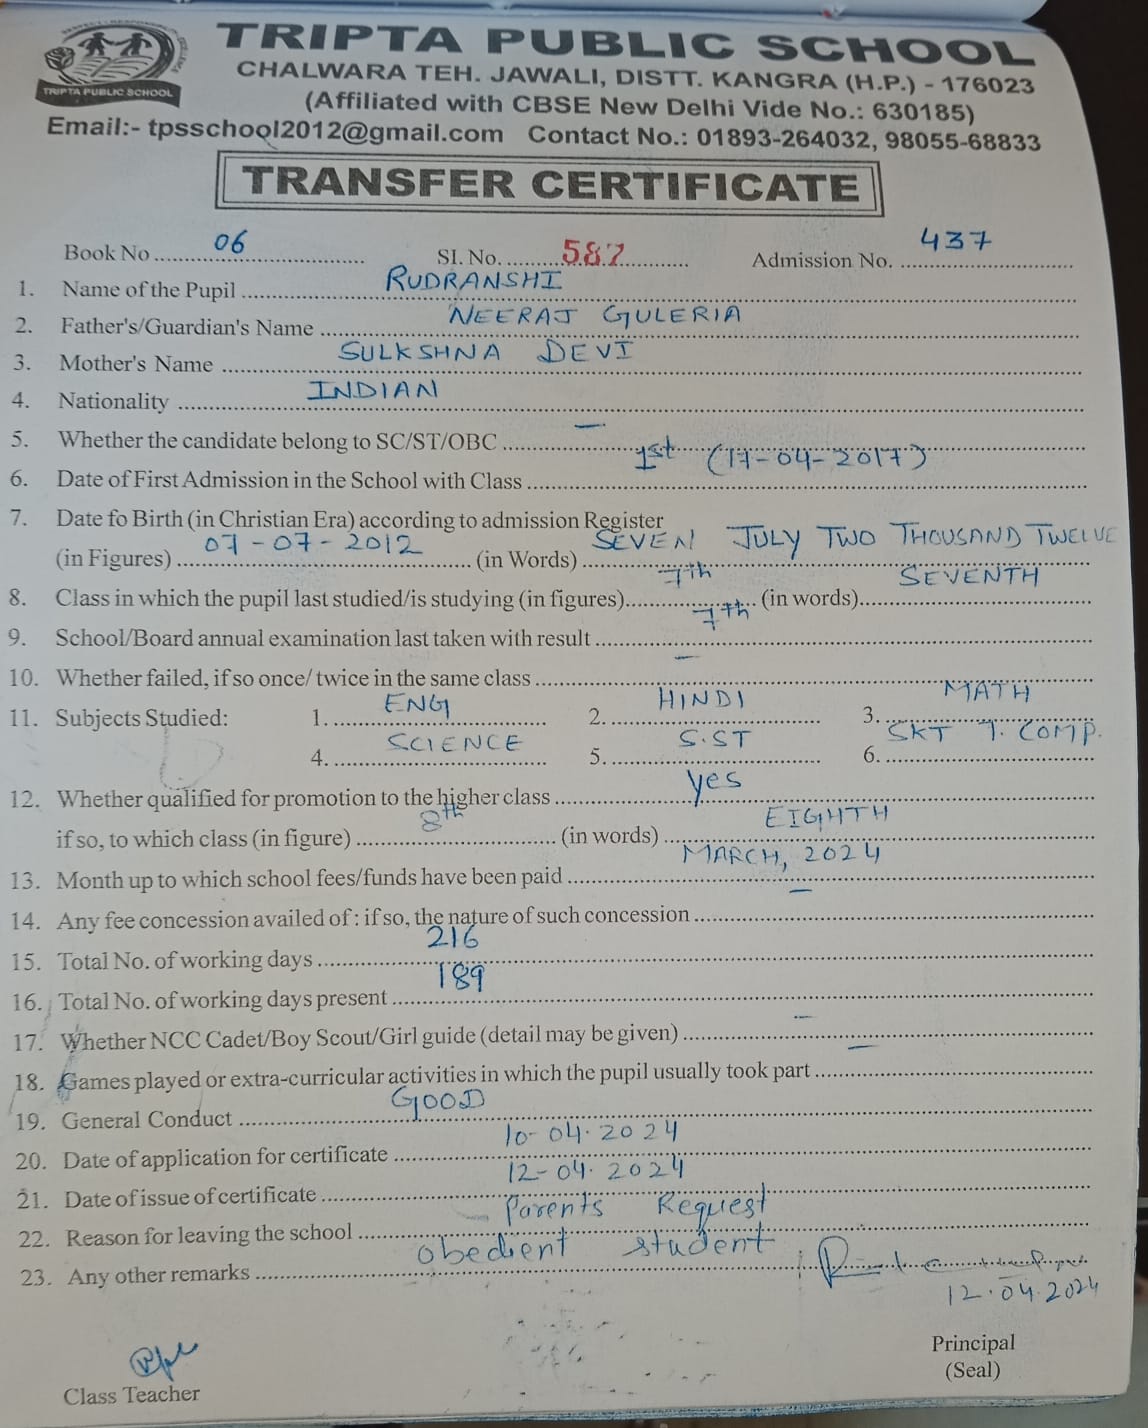 TRIPTA PUBLIC SCHOOL
TRIPTA PUBLIC SCHOOL
CHALWARA TEH. JAWALI, DISTT. KANGRA (H.P.) - 176023
(Affiliated with CBSE New Delhi Vide No.: 630185)
Email:- tpsschool2012@gmail.com Contact No.: 01893-264032, 98055-68833
TRANSFER CERTIFICATE
Book No 06 SI. No. 587 Admission No. 437
1. Name of the Pupil RUDRANSHI
2. Father's/Guardian's Name NEERAJ GULERIA
3. Mother's Name SULKSHNA DEVI
4. Nationality INDIAN
5. Whether the candidate belong to SC/ST/OBC —
6. Date of First Admission in the School with Class 1st (17-04-2017)
7. Date fo Birth (in Christian Era) according to admission Register
(in Figures) 07-07-2012 (in Words) SEVEN JULY TWO THOUSAND TWELVE
8. Class in which the pupil last studied/is studying (in figures) 7th (in words) SEVENTH
9. School/Board annual examination last taken with result 7th
10. Whether failed, if so once/ twice in the same class —
11. Subjects Studied: 1. ENG 2. HINDI 3. MATH
4. SCIENCE 5. S.ST 6. SKT 7. COMP.
12. Whether qualified for promotion to the higher class yes
if so, to which class (in figure) 8th (in words) EIGHTH
13. Month up to which school fees/funds have been paid MARCH, 2024
14. Any fee concession availed of : if so, the nature of such concession —
15. Total No. of working days 216
16. Total No. of working days present 189
17. Whether NCC Cadet/Boy Scout/Girl guide (detail may be given) —
18. Games played or extra-curricular activities in which the pupil usually took part —
19. General Conduct GOOD
20. Date of application for certificate 10-04.2024
21. Date of issue of certificate 12-04.2024
22. Reason for leaving the school Parents Request
23. Any other remarks obedient student
12.04.2024
Principal
(Seal)
Class Teacher